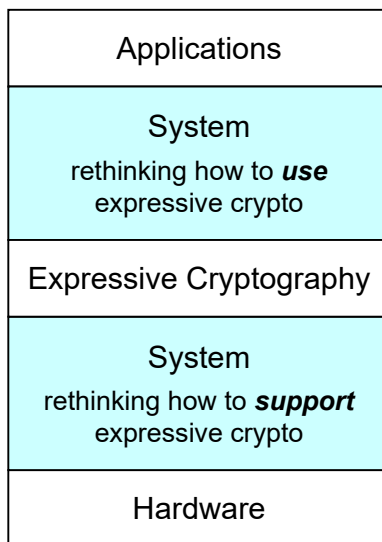 Applications
System
rethinking how to use
expressive crypto
Expressive Cryptography
System
rethinking how to support
expressive crypto
Hardware